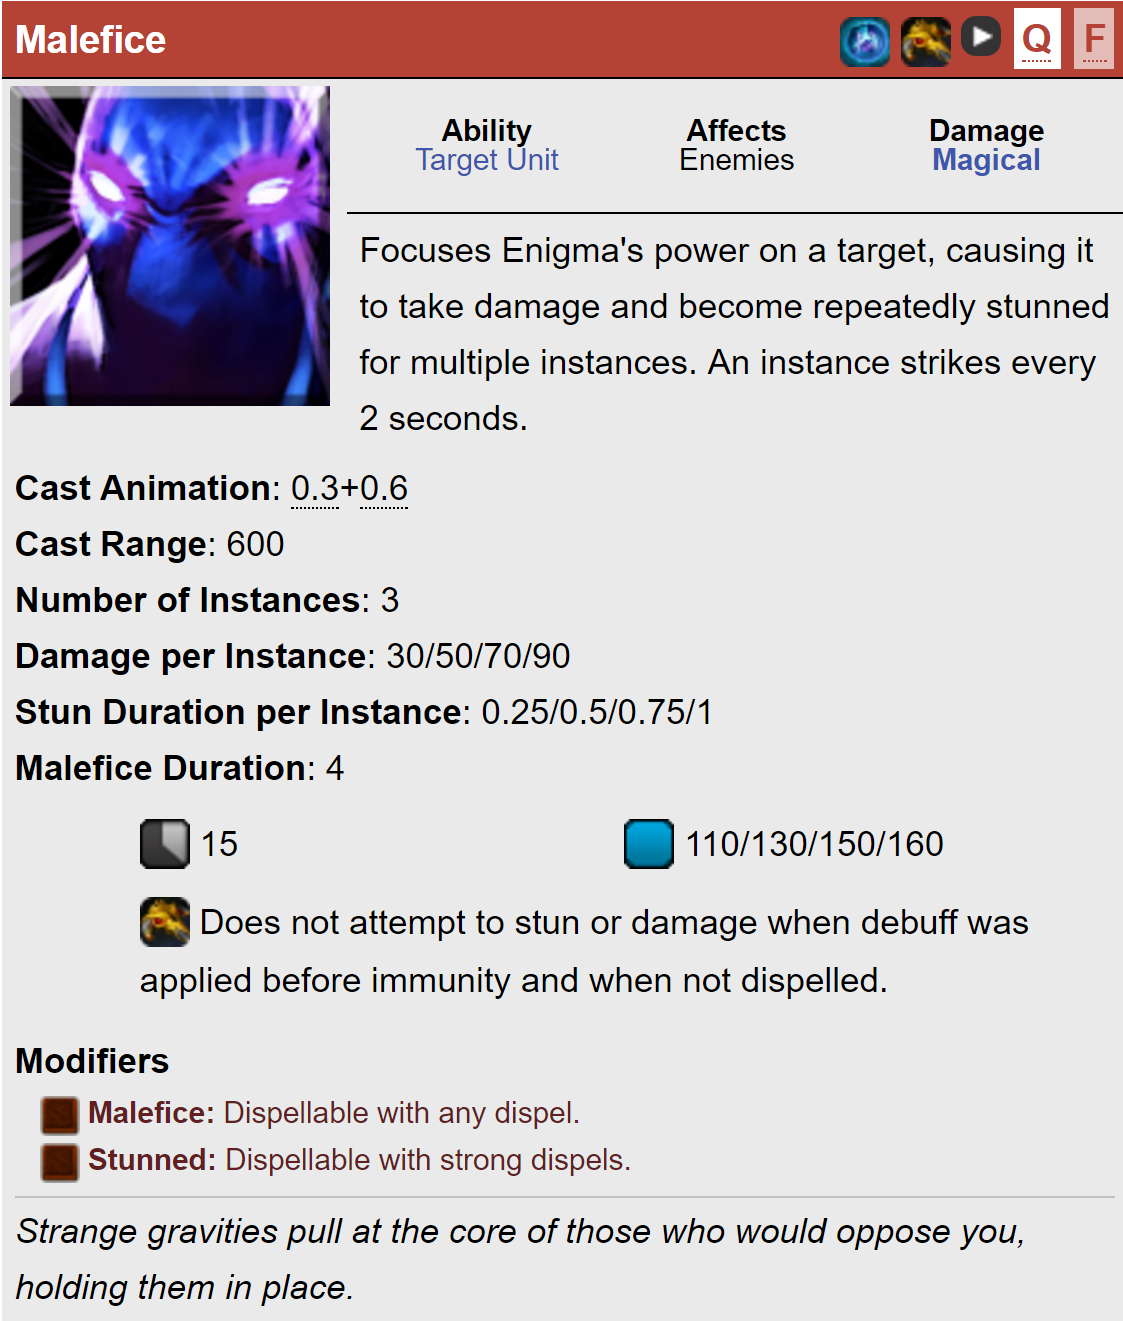 Malefice
Q F
Ability Affects Damage
Target Unit Enemies Magical
Focuses Enigma's power on a target, causing it
to take damage and become repeatedly stunned
for multiple instances. An instance strikes every
2 seconds.
Cast Animation: 0.3+0.6
Cast Range: 600
Number of Instances: 3
Damage per Instance: 30/50/70/90
Stun Duration per Instance: 0.25/0.5/0.75/1
Malefice Duration: 4
15 110/130/150/160
Does not attempt to stun or damage when debuff was
applied before immunity and when not dispelled.
Modifiers
Malefice: Dispellable with any dispel.
Stunned: Dispellable with strong dispels.
Strange gravities pull at the core of those who would oppose you,
holding them in place.